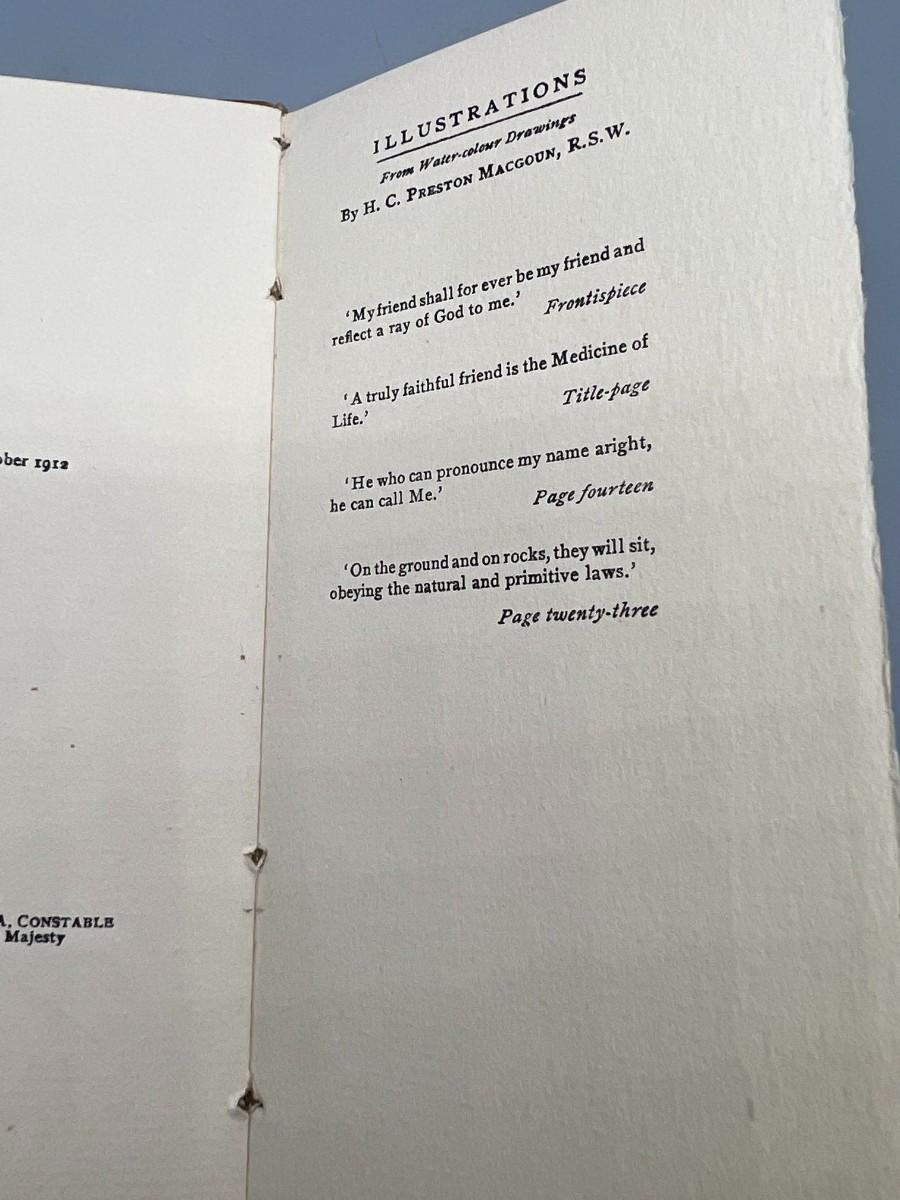 ber 1912
A. CONSTABLE
Majesty
ILLUSTRATIONS
From Water-colour Drawings
By H. C. PRESTON MACGOUN, R.S.W.
‘My friend shall for ever be my friend and
reflect a ray of God to me.’ Frontispiece
‘A truly faithful friend is the Medicine of
Life.’ Title-page
‘He who can pronounce my name aright,
he can call Me.’ Page fourteen
‘On the ground and on rocks, they will sit,
obeying the natural and primitive laws.’
Page twenty-three